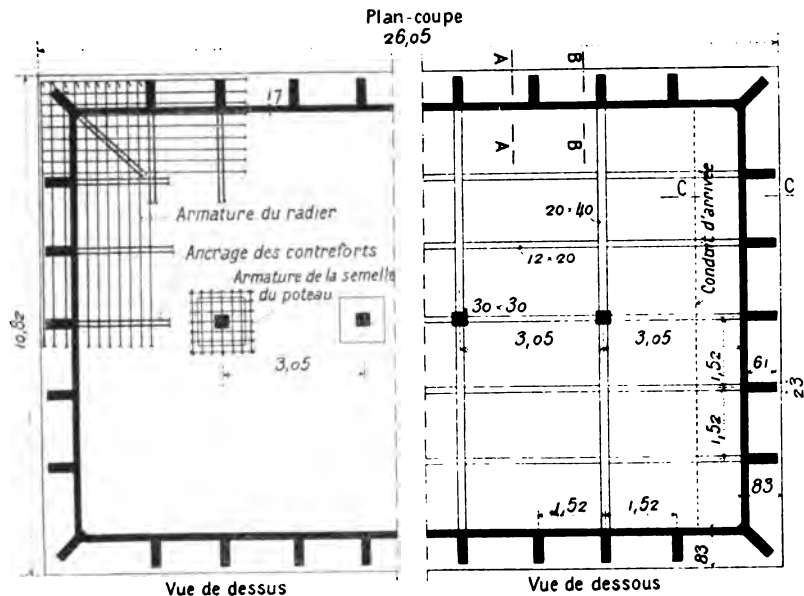 Plan-coupe
26,05
A
B
17
A
B
Conduit d'arrivée
C
C
Armature du radier
20×40
Ancrage des contreforts
12×20
Armature de la semelle
du poteau
30×30
10,82
3,05
3,05
3,05
1,52
61
23
1,52
83
1,52
1,52
83
Vue de dessus
Vue de dessous